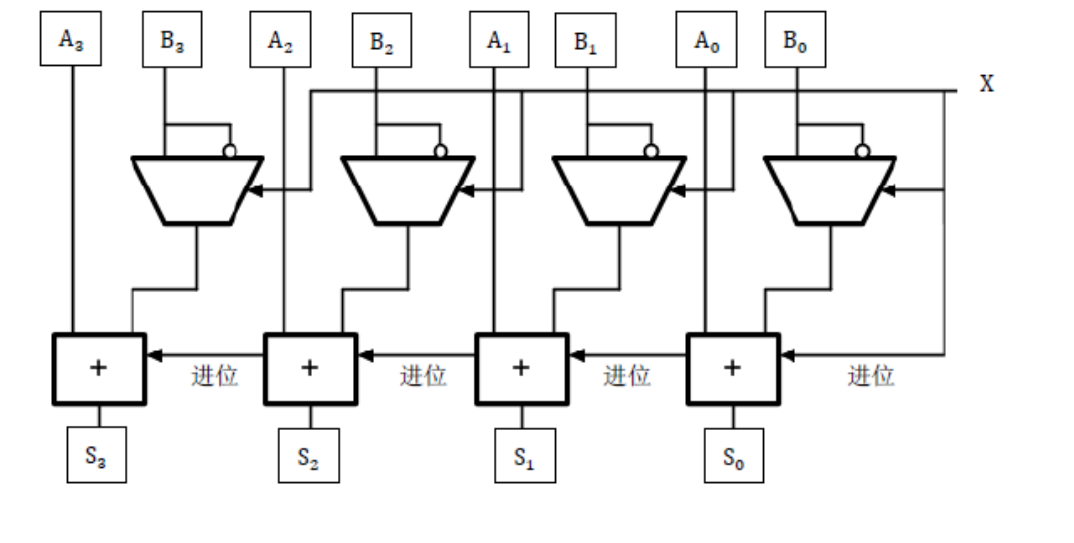 A₃ B₃ A₂ B₂ A₁ B₁ A₀ B₀
X
+ + + +
进位 进位 进位 进位
S₃ S₂ S₁ S₀